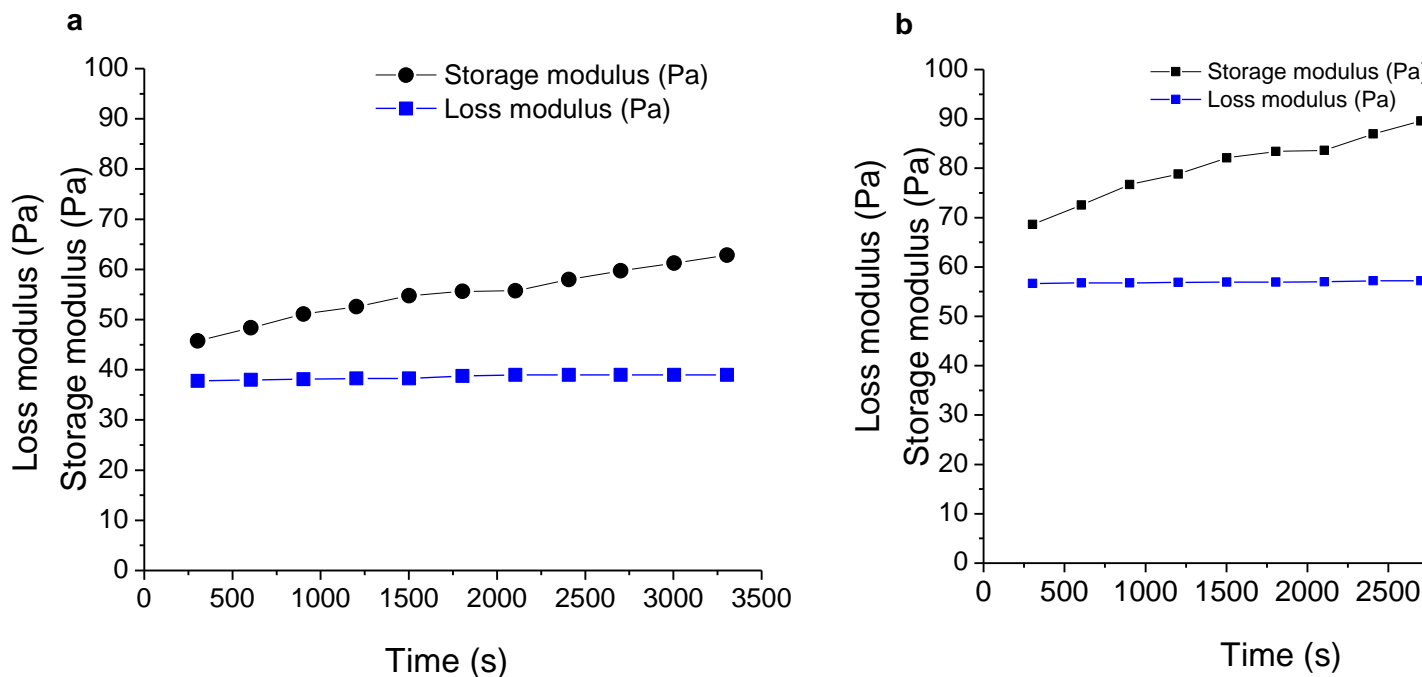 a
Storage modulus (Pa)
Loss modulus (Pa)
100
90
80
70
60
50
40
30
20
10
0
Loss modulus (Pa)
Storage modulus (Pa)
0 500 1000 1500 2000 2500 3000 3500
Time (s)
b
Storage modulus (Pa)
Loss modulus (Pa)
100
90
80
70
60
50
40
30
20
10
0
Loss modulus (Pa)
Storage modulus (Pa)
0 500 1000 1500 2000 2500
Time (s)